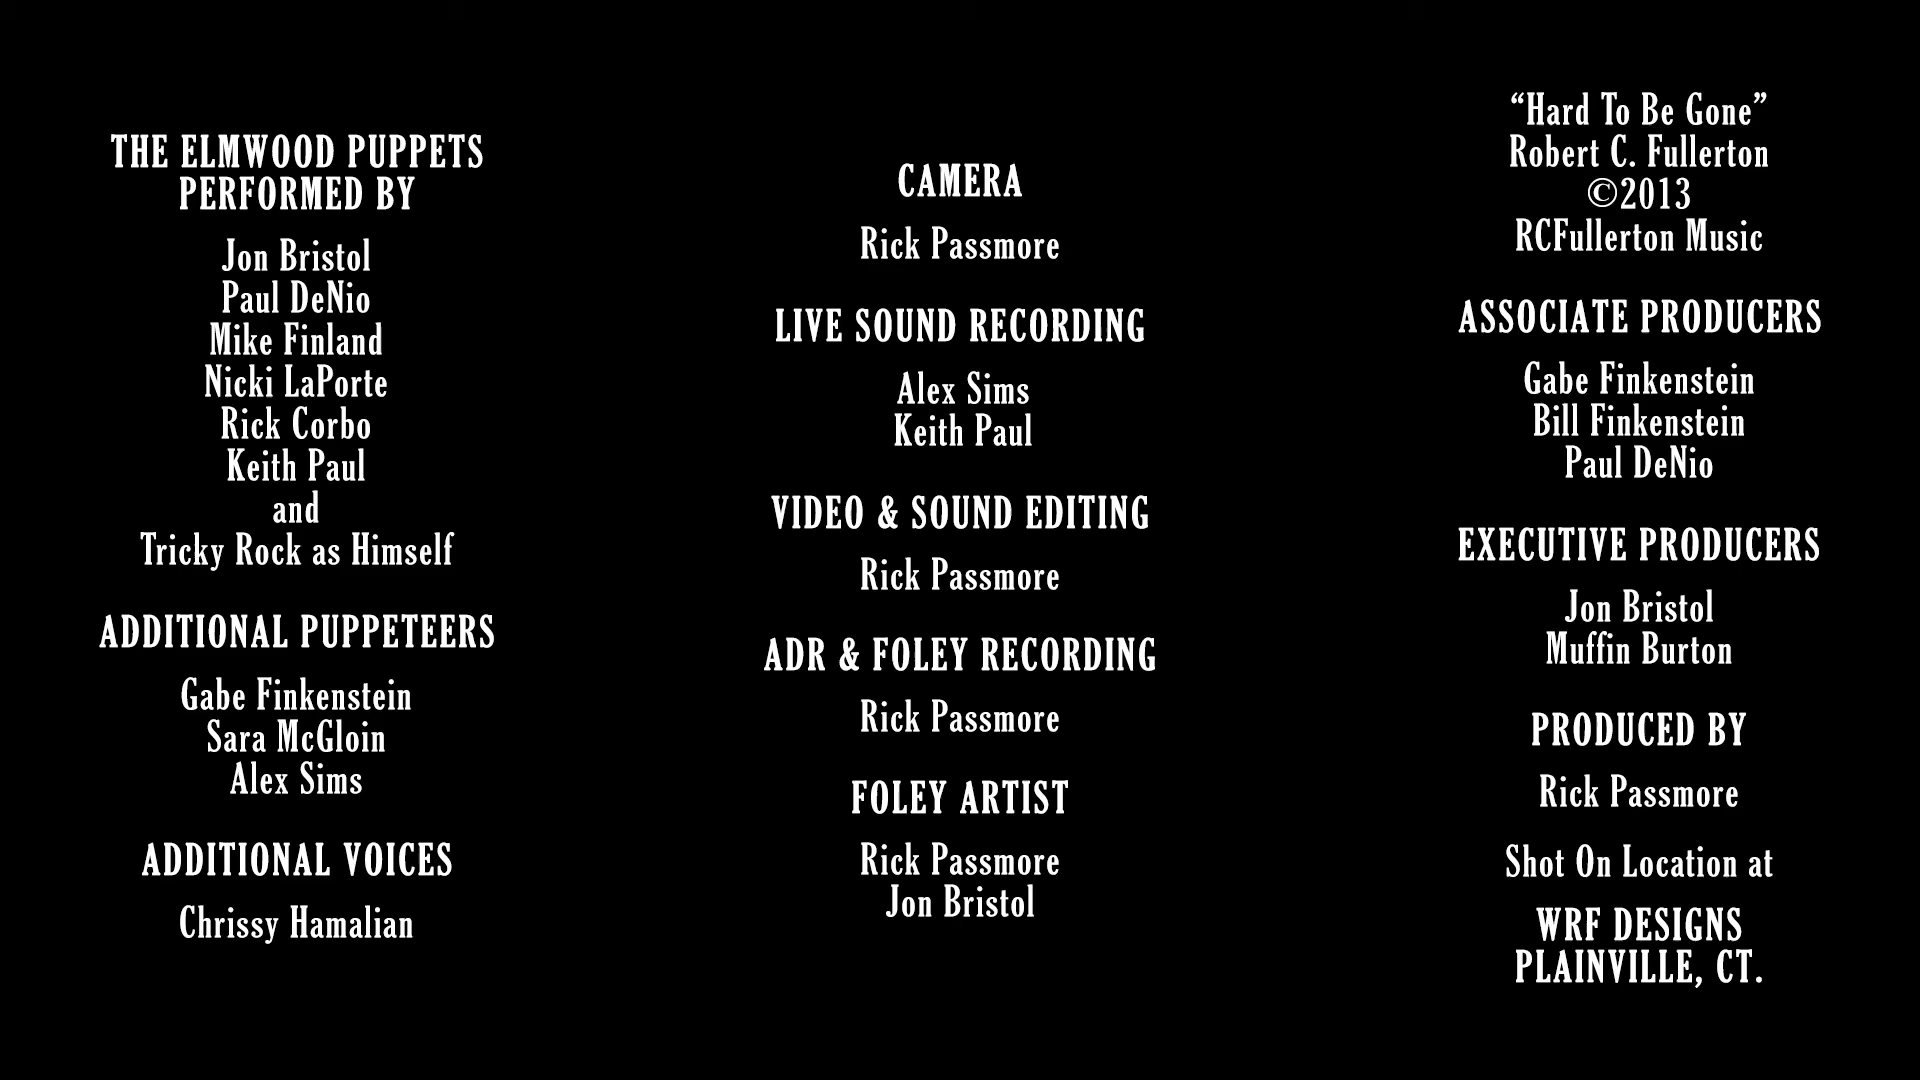 THE ELMWOOD PUPPETS
PERFORMED BY
Jon Bristol
Paul DeNio
Mike Finland
Nicki LaPorte
Rick Corbo
Keith Paul
and
Tricky Rock as Himself
ADDITIONAL PUPPETEERS
Gabe Finkenstein
Sara McGloin
Alex Sims
ADDITIONAL VOICES
Chrissy Hamalian
CAMERA
Rick Passmore
LIVE SOUND RECORDING
Alex Sims
Keith Paul
VIDEO & SOUND EDITING
Rick Passmore
ADR & FOLEY RECORDING
Rick Passmore
FOLEY ARTIST
Rick Passmore
Jon Bristol
“Hard To Be Gone”
Robert C. Fullerton
©2013
RCFullerton Music
ASSOCIATE PRODUCERS
Gabe Finkenstein
Bill Finkenstein
Paul DeNio
EXECUTIVE PRODUCERS
Jon Bristol
Muffin Burton
PRODUCED BY
Rick Passmore
Shot On Location at
WRF DESIGNS
PLAINVILLE, CT.